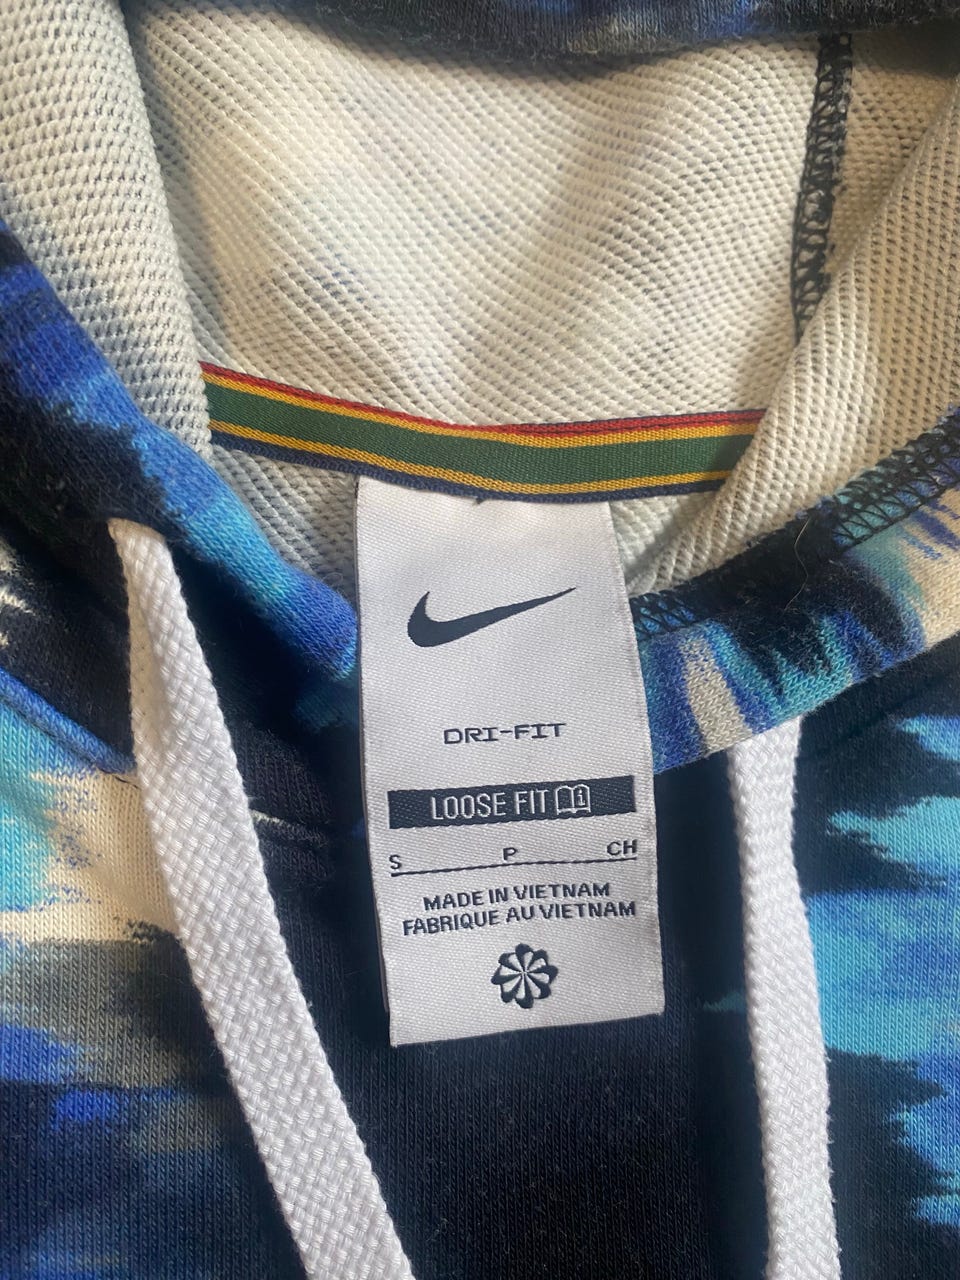 DRI-FIT
LOOSE FIT
S P CH
MADE IN VIETNAM
FABRIQUE AU VIETNAM